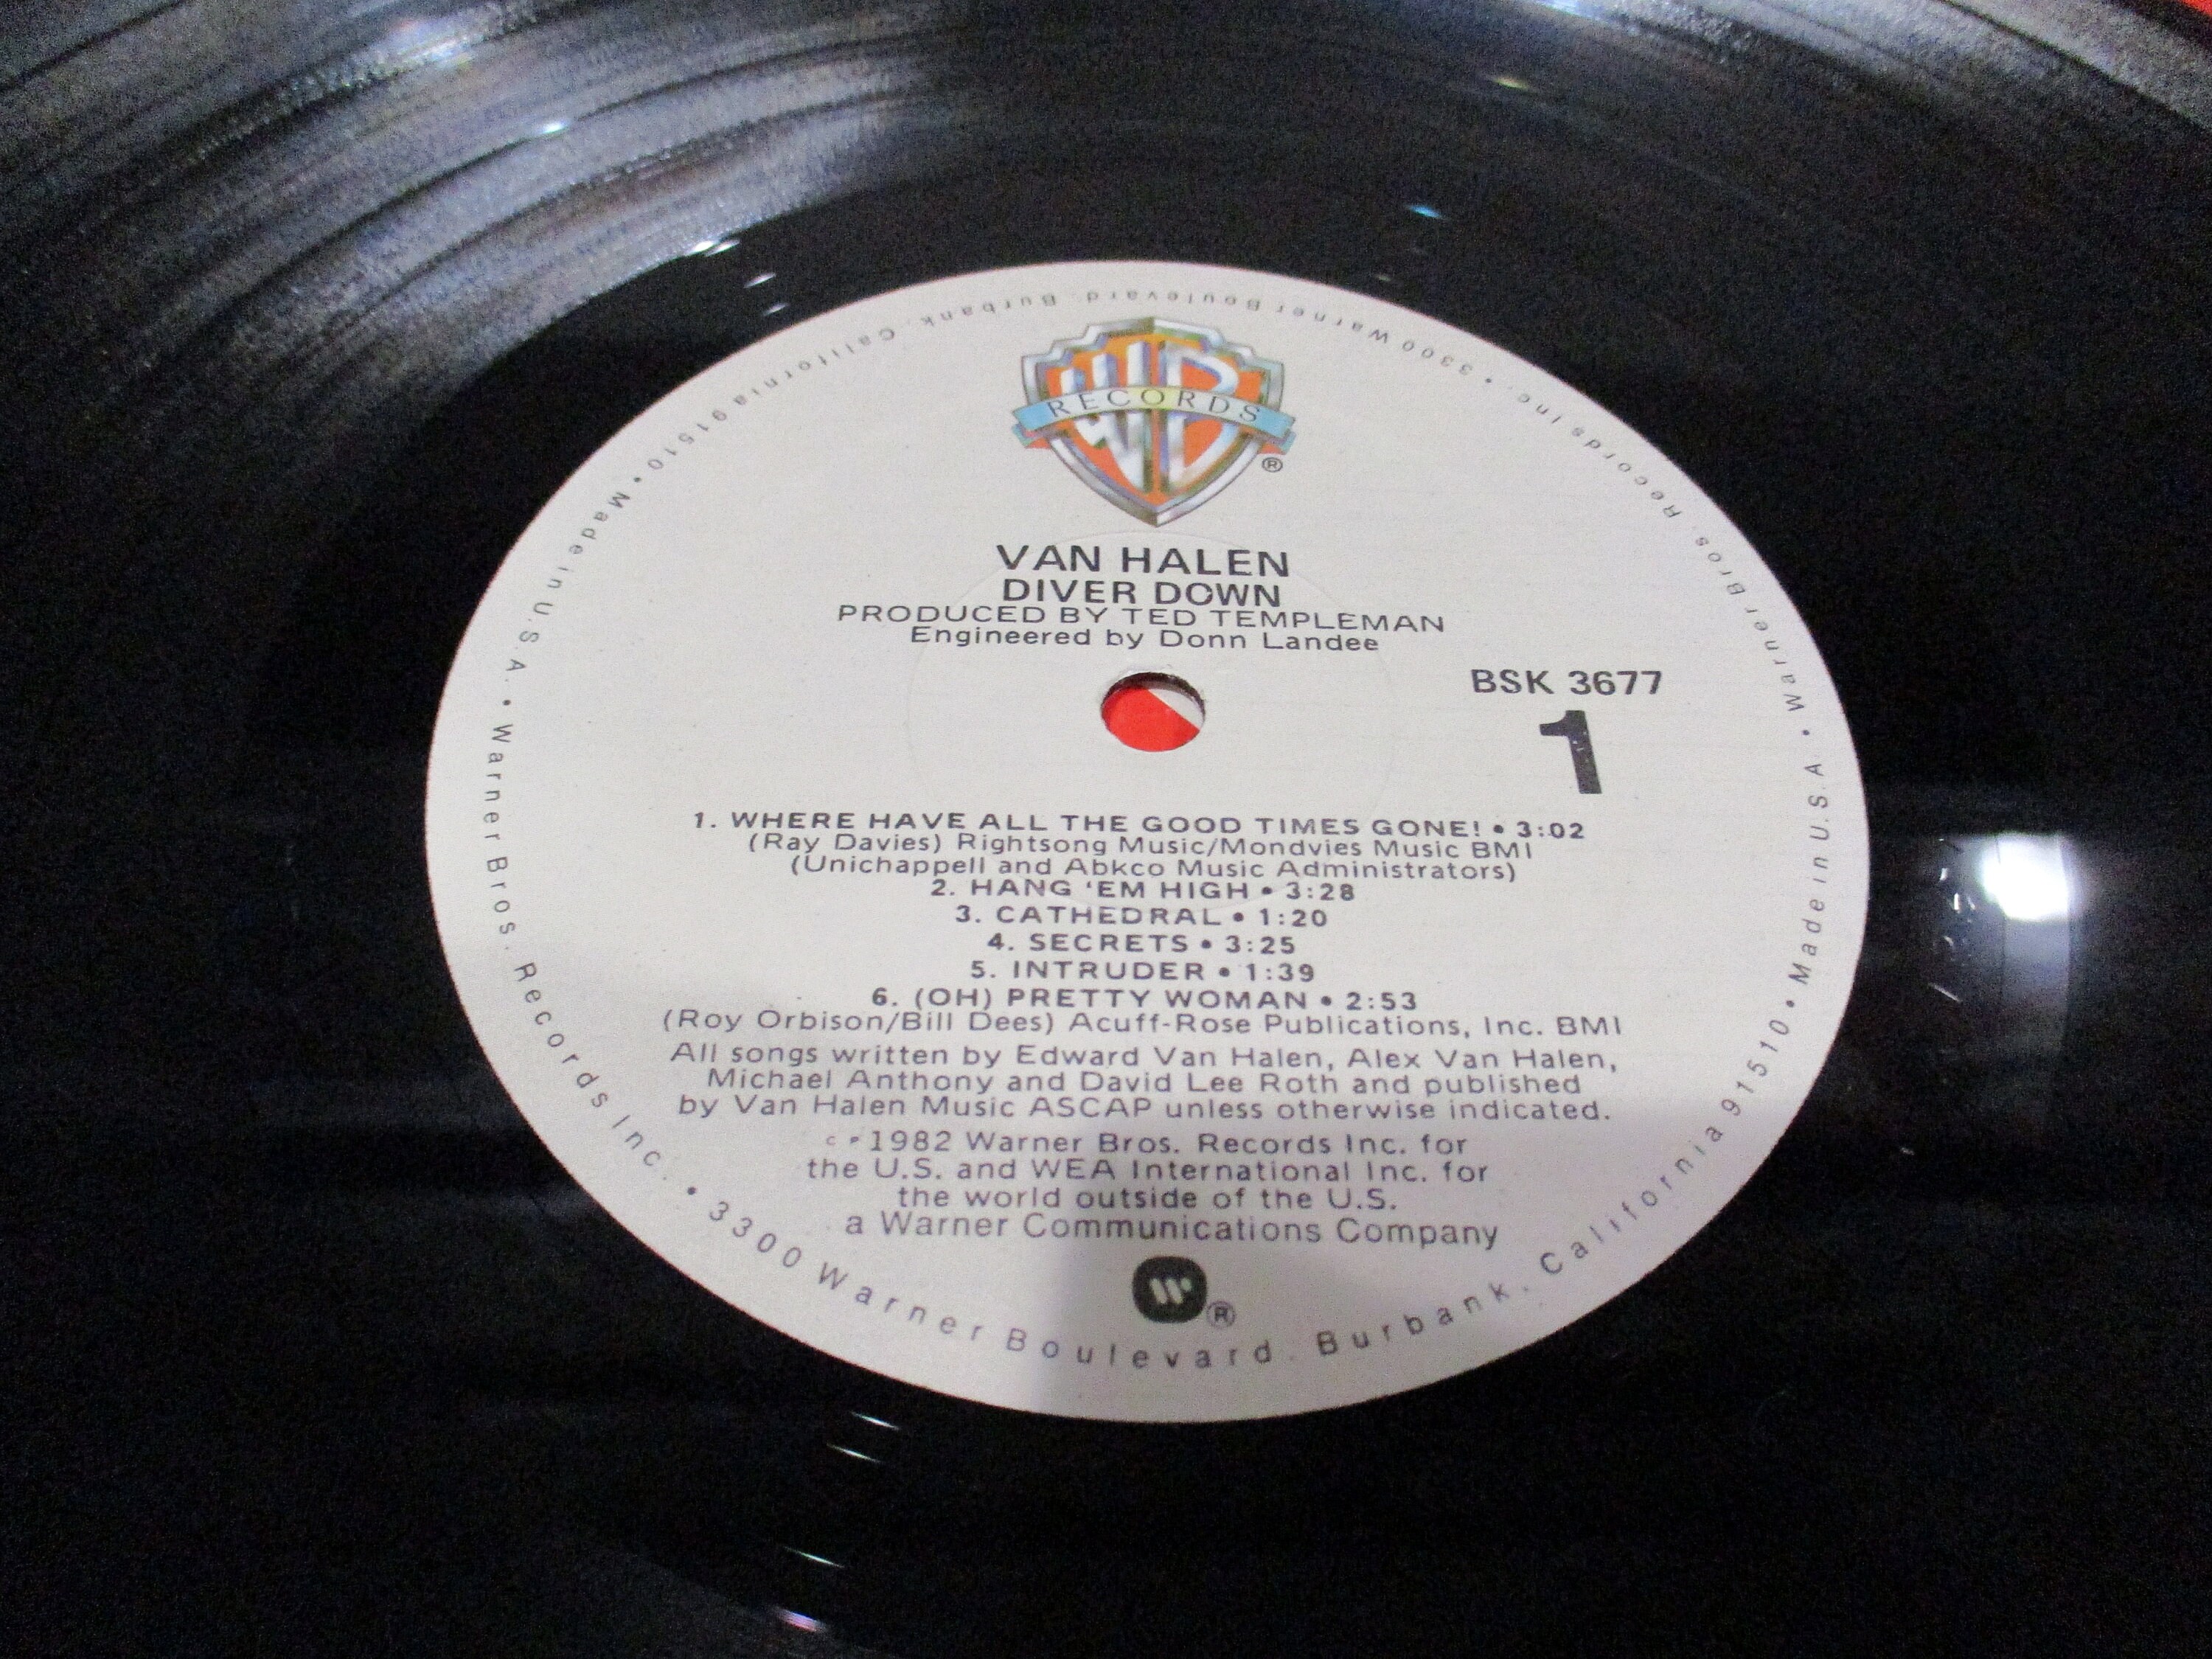 WB
RECORDS
®
VAN HALEN
DIVER DOWN
PRODUCED BY TED TEMPLEMAN
Engineered by Donn Landee
BSK 3677
1
1. WHERE HAVE ALL THE GOOD TIMES GONE! • 3:02
(Ray Davies) Rightsong Music/Mondvies Music BMI
(Unichappell and Abkco Music Administrators)
2. HANG 'EM HIGH • 3:28
3. CATHEDRAL • 1:20
4. SECRETS • 3:25
5. INTRUDER • 1:39
6. (OH) PRETTY WOMAN • 2:53
(Roy Orbison/Bill Dees) Acuff-Rose Publications, Inc. BMI
All songs written by Edward Van Halen, Alex Van Halen,
Michael Anthony and David Lee Roth and published
by Van Halen Music ASCAP unless otherwise indicated.
c P 1982 Warner Bros. Records Inc. for
the U.S. and WEA International Inc. for
the world outside of the U.S.
a Warner Communications Company
W ®
Warner Bros. Records Inc. • 3300 Warner Boulevard. Burbank. California 91510 • Made in U.S.A. •
Warner Bros. Records Inc. • 3300 Warner Boulevard. Burbank. California 91510 • Made in U.S.A. •